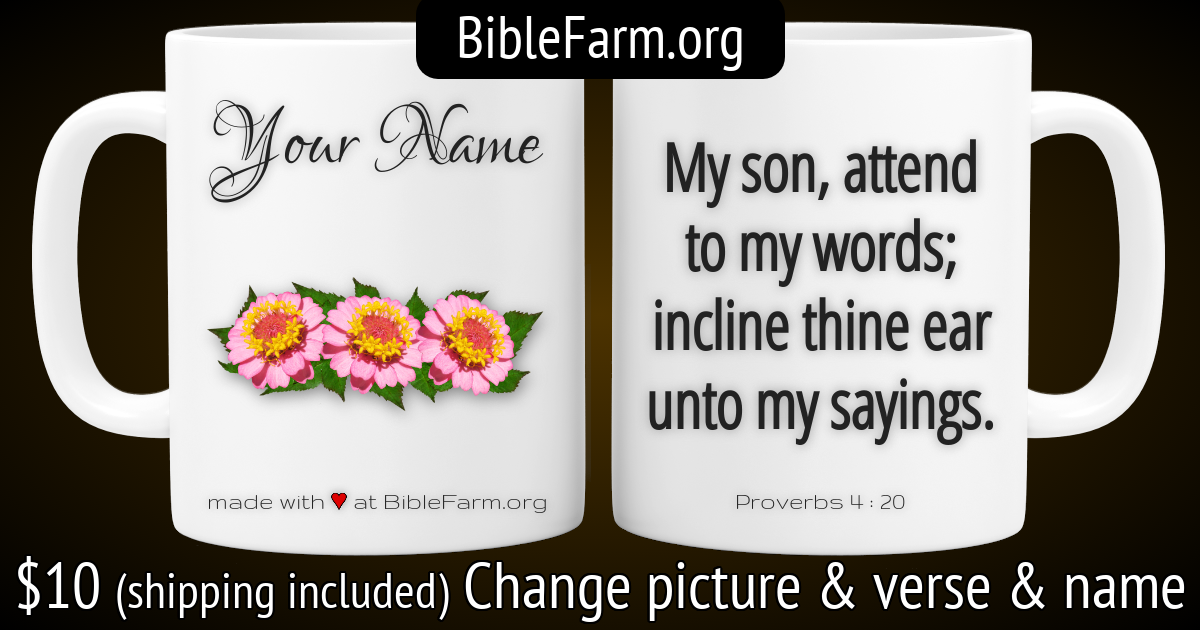 BibleFarm.org
Your Name
made with ♥ at BibleFarm.org
My son, attend
to my words;
incline thine ear
unto my sayings.
Proverbs 4 : 20
$10 (shipping included) Change picture & verse & name